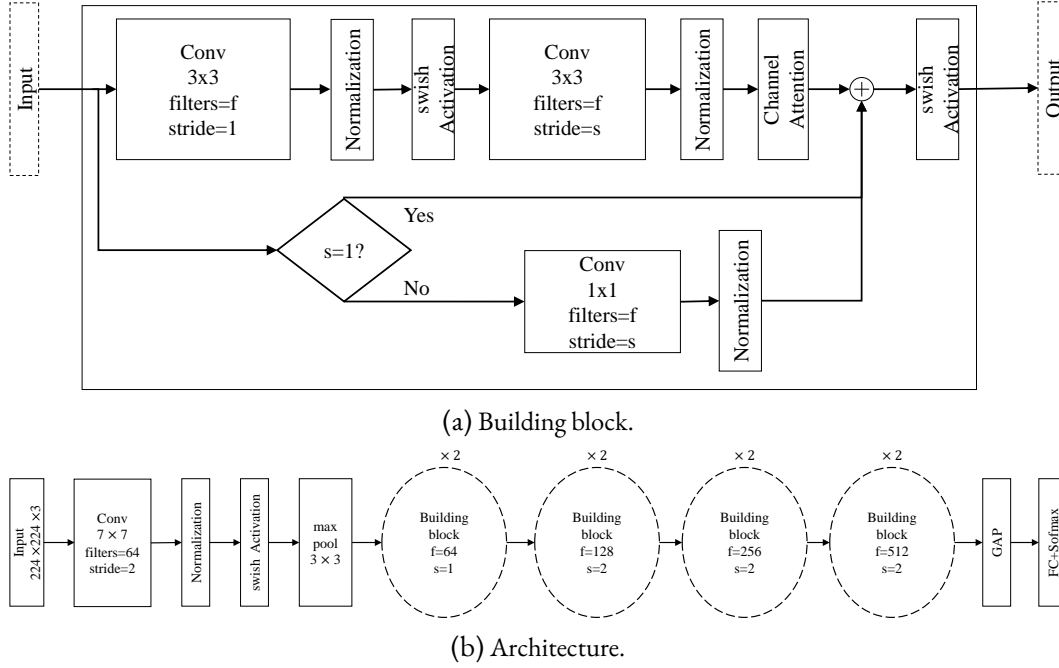 Input
Conv
3x3
filters=f
stride=1
Normalization
swish
Activation
Conv
3x3
filters=f
stride=s
Normalization
Channel
Attention
+
swish
Activation
Output
s=1?
Yes
No
Conv
1x1
filters=f
stride=s
Normalization
(a) Building block.
Input
224 ×224 ×3
Conv
7 × 7
filters=64
stride=2
Normalization
swish Activation
max
pool
3 × 3
× 2
Building
block
f=64
s=1
× 2
Building
block
f=128
s=2
× 2
Building
block
f=256
s=2
× 2
Building
block
f=512
s=2
GAP
FC+Sofmax
(b) Architecture.